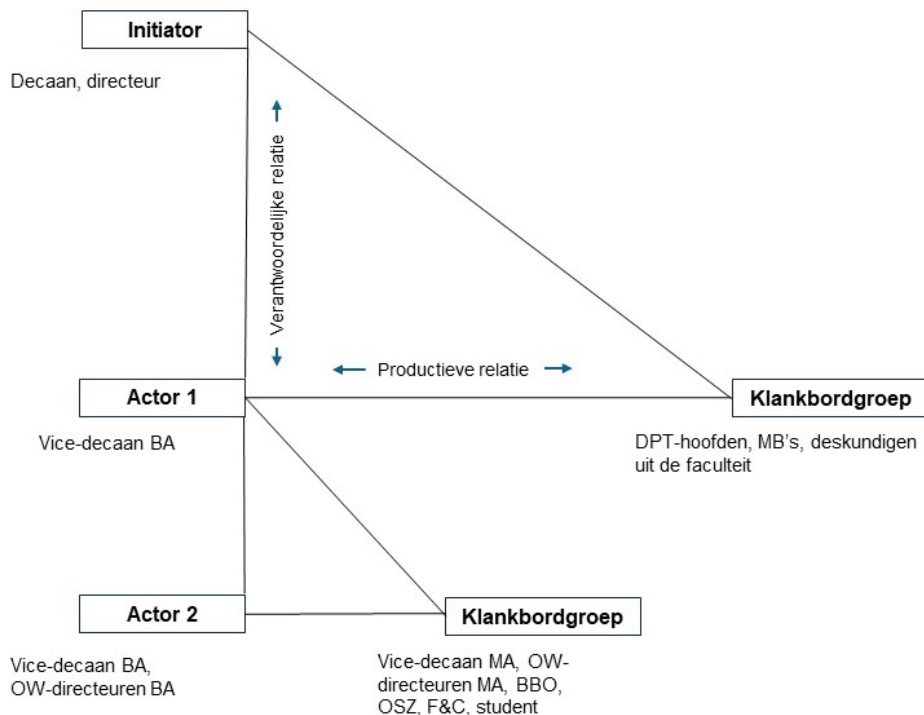 Initiator
Decaan, directeur
Verantwoordelijke relatie
Productieve relatie
Actor 1
Klankbordgroep
Vice-decaan BA
DPT-hoofden, MB's, deskundigen
uit de faculteit
Actor 2
Klankbordgroep
Vice-decaan BA,
OW-directeuren BA
Vice-decaan MA, OW-
directeuren MA, BBO,
OSZ, F&C, student